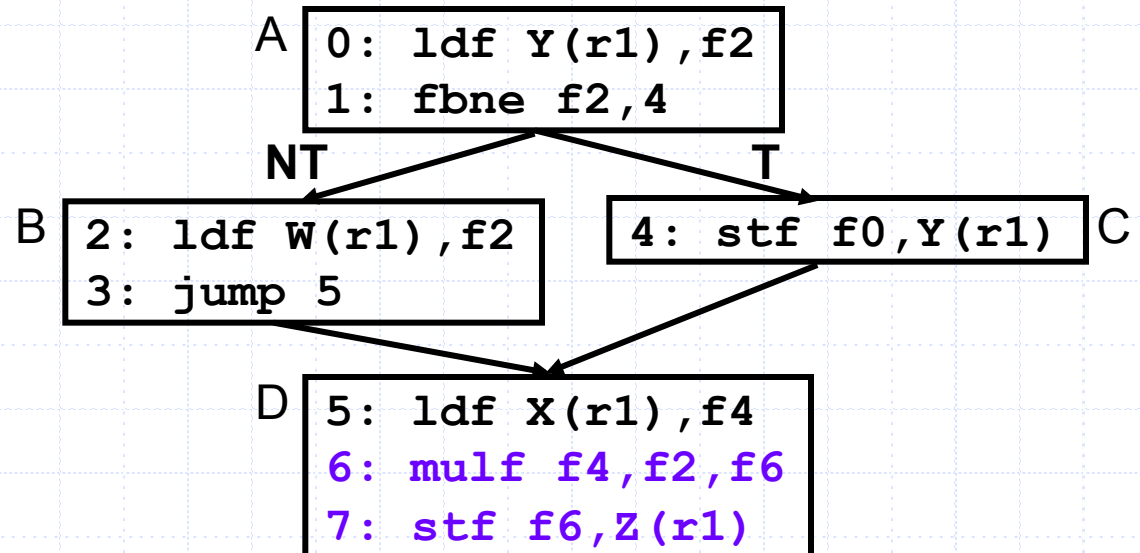 A
0: ldf Y(r1),f2
1: fbne f2,4
NT
T
B
2: ldf W(r1),f2
3: jump 5
4: stf f0,Y(r1)
C
D
5: ldf X(r1),f4
6: mulf f4,f2,f6
7: stf f6,Z(r1)